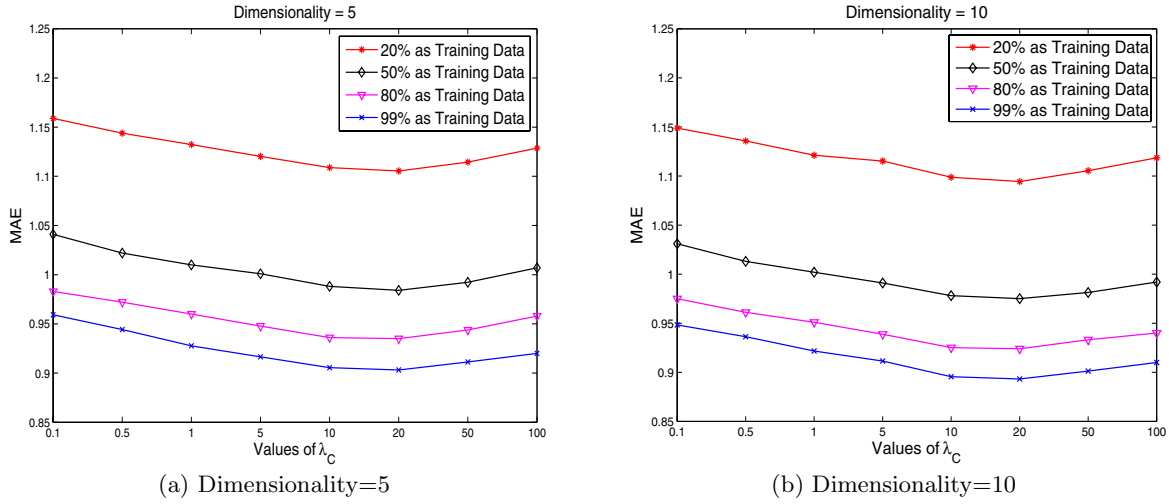 Dimensionality = 5
1.25
1.2
1.15
1.1
1.05
1
0.95
0.9
0.85
MAE
20% as Training Data
50% as Training Data
80% as Training Data
99% as Training Data
0.1 0.5 1 5 10 20 50 100
Values of λ_C
(a) Dimensionality=5
Dimensionality = 10
1.25
1.2
1.15
1.1
1.05
1
0.95
0.9
0.85
MAE
20% as Training Data
50% as Training Data
80% as Training Data
99% as Training Data
0.1 0.5 1 5 10 20 50 100
Values of λ_C
(b) Dimensionality=10